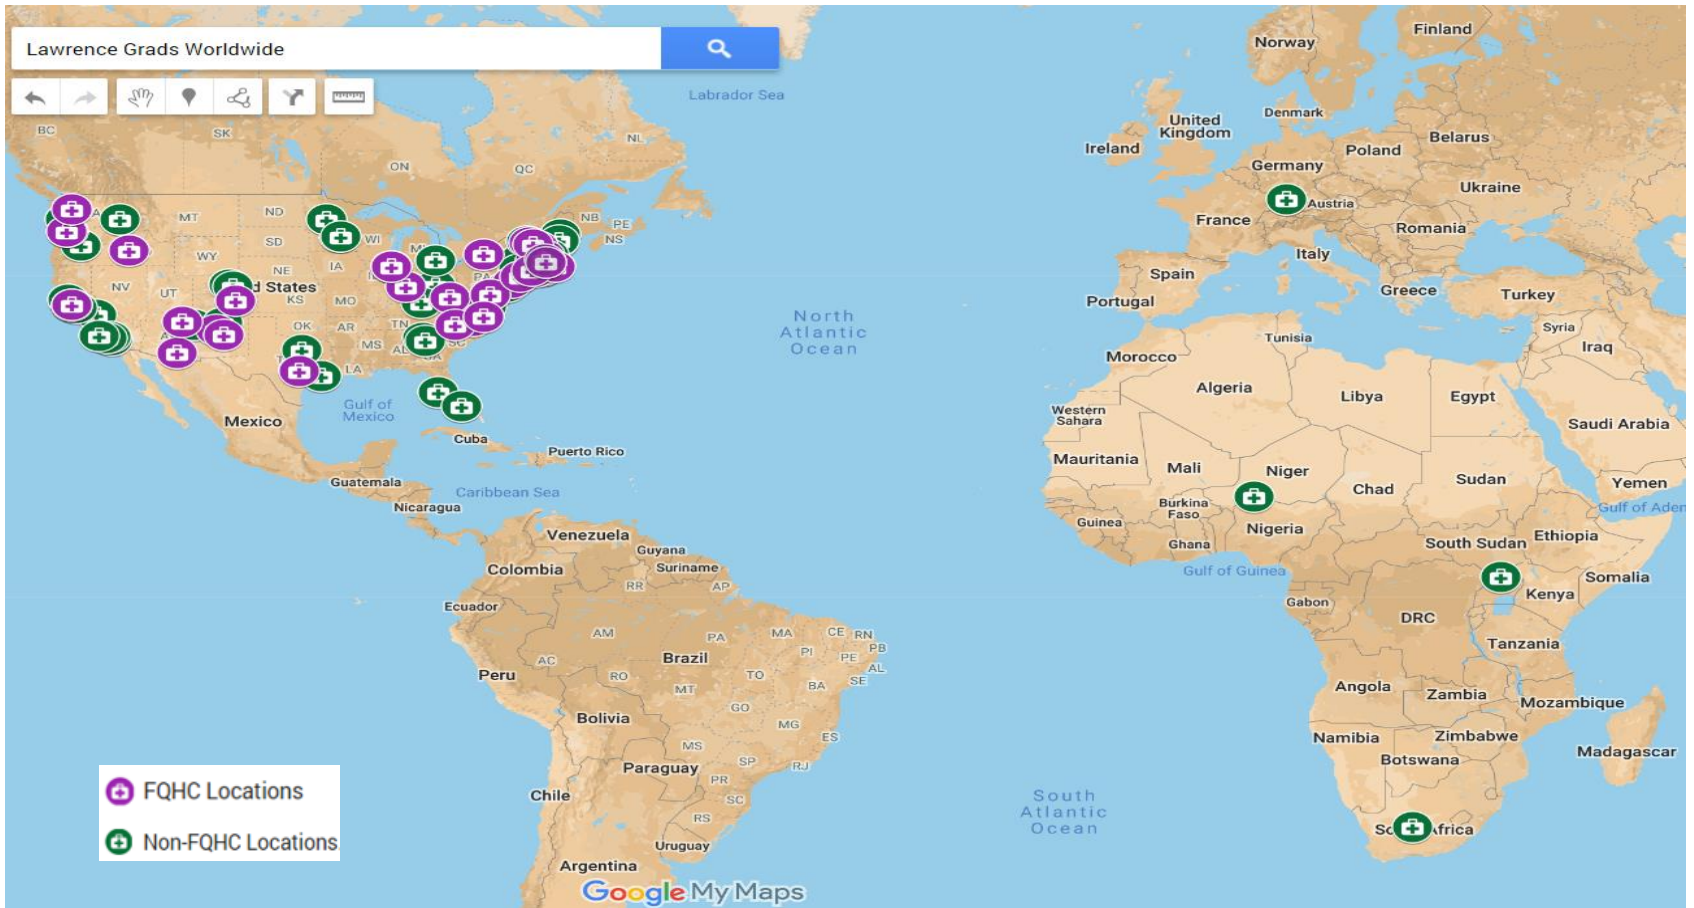 Lawrence Grads Worldwide
Finland
Norway
Labrador Sea
Denmark
United
Kingdom
BC
SK
NL
Belarus
Ireland
Poland
ON
QC
Germany
Ukraine
Austria
MT
ND
NB
PE
France
WI
NS
Romania
SD
WY
Italy
IA
NE
PA
Spain
NV
d States
UT
KS
MO
Greece
Turkey
Portugal
North
Atlantic
Ocean
OK
AR
TN
Syria
Tunisia
MS
AL
Iraq
Morocco
LA
Algeria
Libya
Egypt
Gulf of
Mexico
Western
Sahara
Mexico
Saudi Arabia
Cuba
Puerto Rico
Mauritania
Mali
Niger
Sudan
Guatemala
Caribbean Sea
Chad
Yemen
Nicaragua
Burkina
Faso
Gulf of Aden
Guinea
Nigeria
Venezuela
Ghana
South Sudan
Ethiopia
Guyana
Colombia
Suriname
Gulf of Guinea
Somalia
RR
AP
Kenya
Ecuador
Gabon
DRC
AM
PA
MA
CE
RN
PB
Tanzania
PI
PE
Brazil
AC
AL
Peru
RO
TO
SE
MT
BA
Angola
Zambia
Mozambique
GO
Bolivia
MG
ES
Namibia
Zimbabwe
MS
Madagascar
SP
RJ
Botswana
Paraguay
PR
FQHC Locations
Chile
SC
South
Atlantic
Ocean
RS
So
frica
Non-FQHC Locations
Uruguay
Argentina
Google My Maps